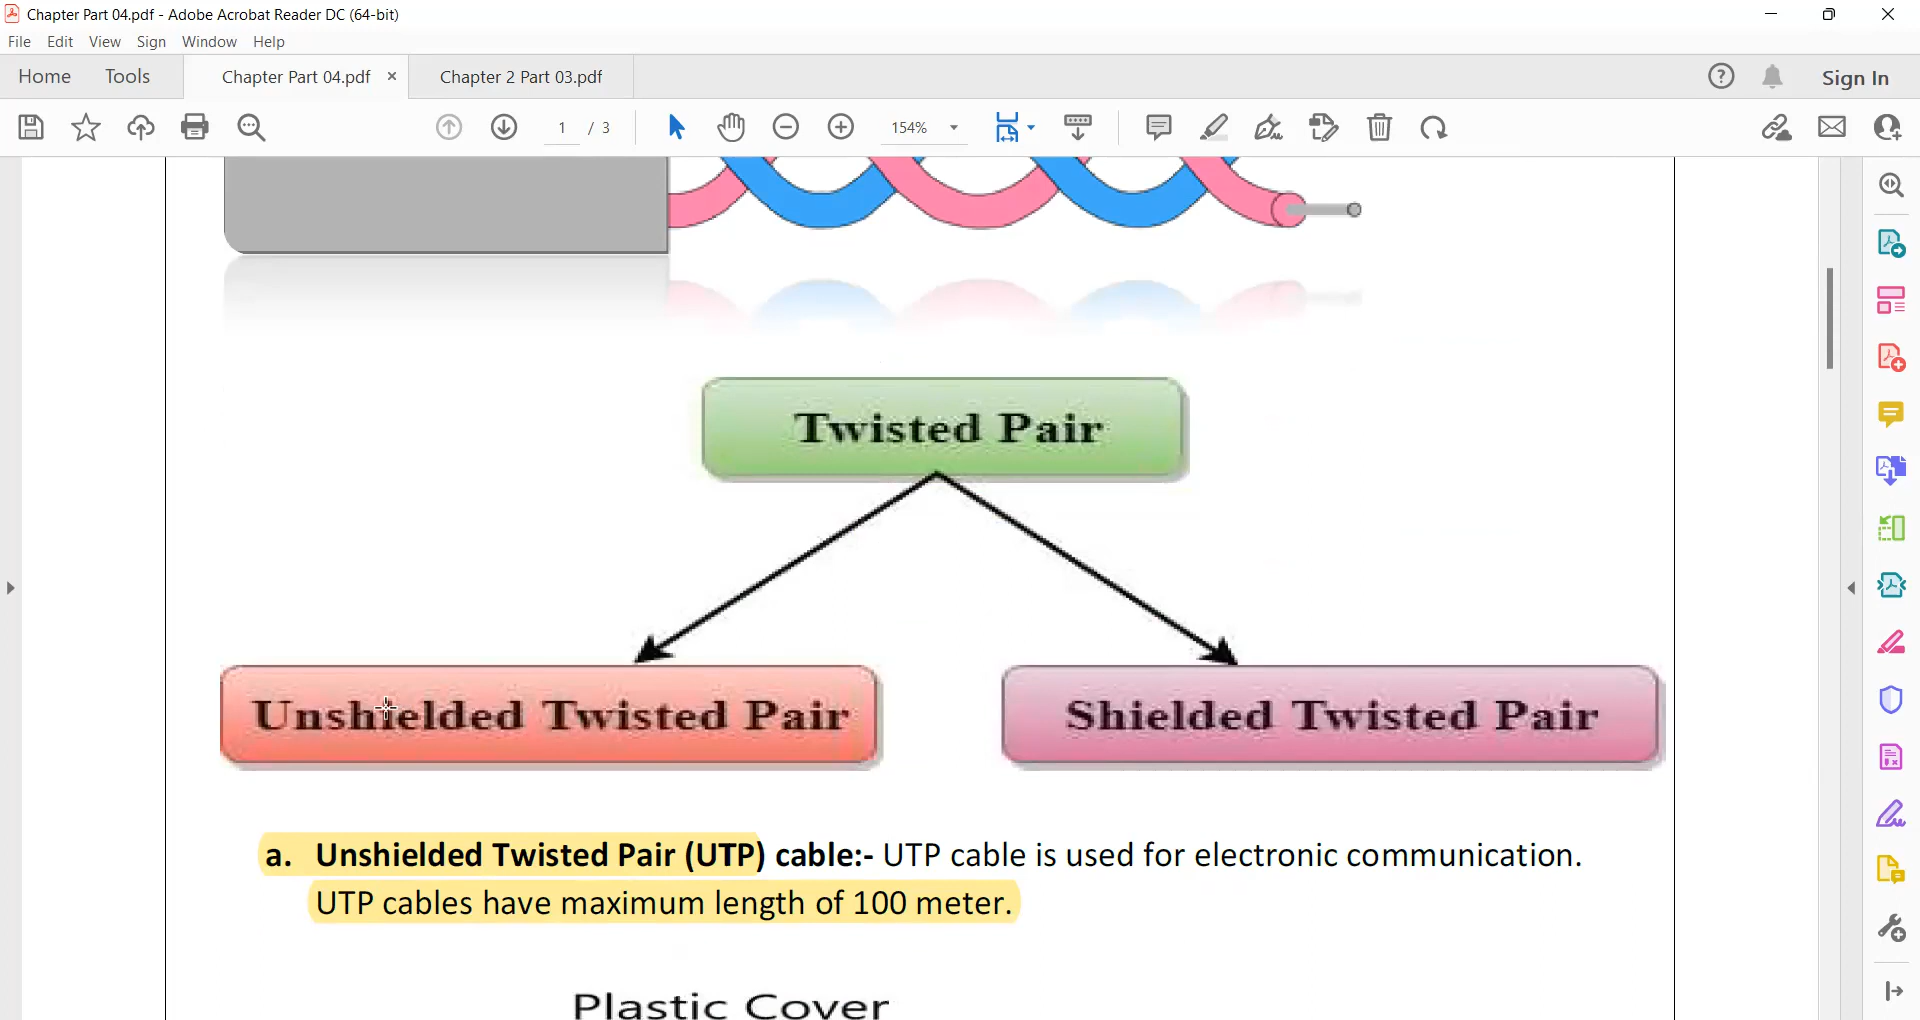 Chapter Part 04.pdf - Adobe Acrobat Reader DC (64-bit)
File Edit View Sign Window Help
Home Tools Chapter Part 04.pdf × Chapter 2 Part 03.pdf Sign In
1 / 3 154%
Twisted Pair
Unshielded Twisted Pair Shielded Twisted Pair
a. Unshielded Twisted Pair (UTP) cable:- UTP cable is used for electronic communication.
UTP cables have maximum length of 100 meter.
Plastic Cover